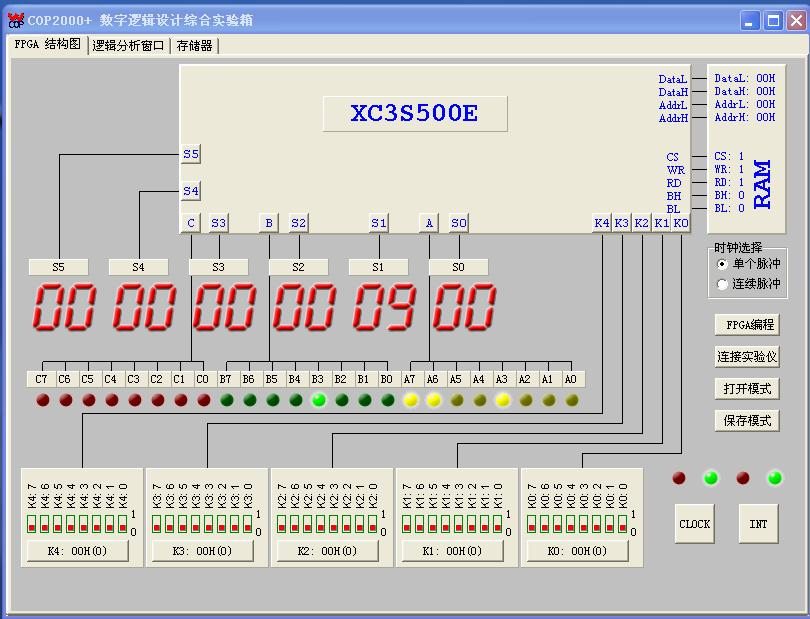 COP2000+ 数字逻辑设计综合实验箱
FPGA 结构图 逻辑分析窗口 存储器
XC3S500E
DataL DataL: 00H
DataH DataH: 00H
AddrL AddrL: 00H
AddrH AddrH: 00H
CS CS: 1
WR WR: 1
RD RD: 1
BH BH: 0
BL BL: 0
RAM
S5
S4
C S3 B S2 S1 A S0 K4 K3 K2 K1 K0
时钟选择
单个脉冲
连续脉冲
S5 S4 S3 S2 S1 S0
00 00 00 00 09 00
FPGA编程
连接实验仪
打开模式
保存模式
C7 C6 C5 C4 C3 C2 C1 C0 B7 B6 B5 B4 B3 B2 B1 B0 A7 A6 A5 A4 A3 A2 A1 A0
K4:7 K4:6 K4:5 K4:4 K4:3 K4:2 K4:1 K4:0 K3:7 K3:6 K3:5 K3:4 K3:3 K3:2 K3:1 K3:0 K2:7 K2:6 K2:5 K2:4 K2:3 K2:2 K2:1 K2:0 K1:7 K1:6 K1:5 K1:4 K1:3 K1:2 K1:1 K1:0 K0:7 K0:6 K0:5 K0:4 K0:3 K0:2 K0:1 K0:0
1 1 1 1 1
0 0 0 0 0
K4: 00H(0) K3: 00H(0) K2: 00H(0) K1: 00H(0) K0: 00H(0)
CLOCK INT